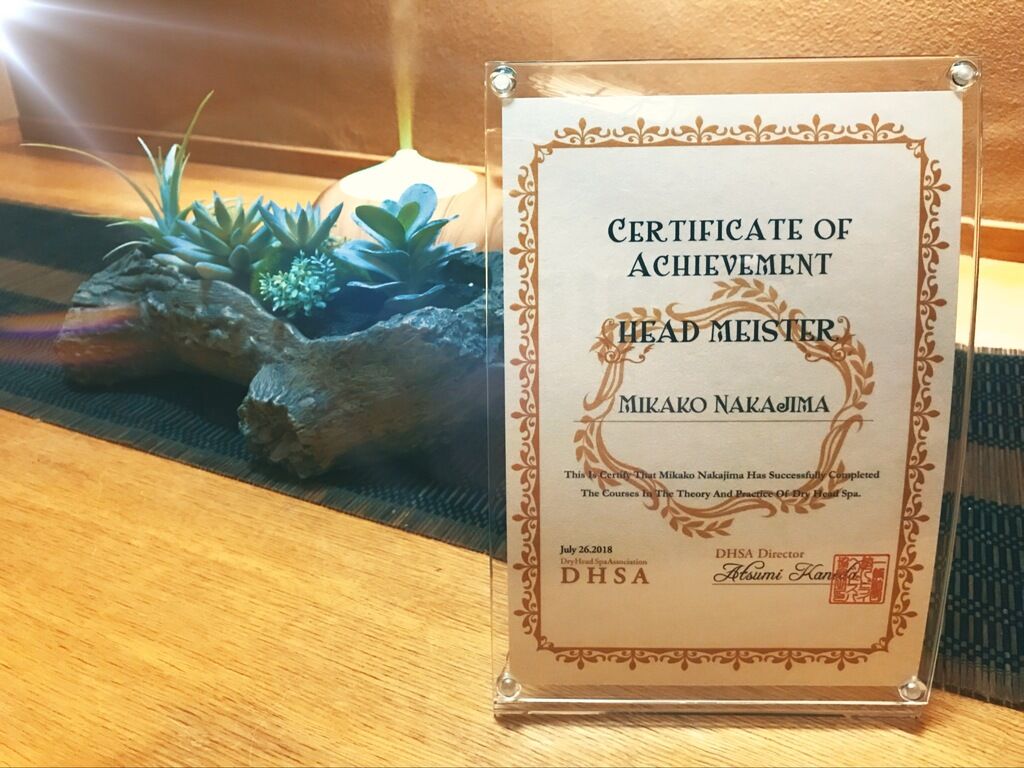 CERTIFICATE OF
ACHIEVEMENT
HEAD MEISTER
MIKAKO NAKAJIMA
This Is Certify That Mikako Nakajima Has Successfully Completed
The Courses In The Theory And Practice Of Dry Head Spa.
July 26.2018
DryHead SpaAssociation
DHSA
DHSA Director
Atsumi Kaneda